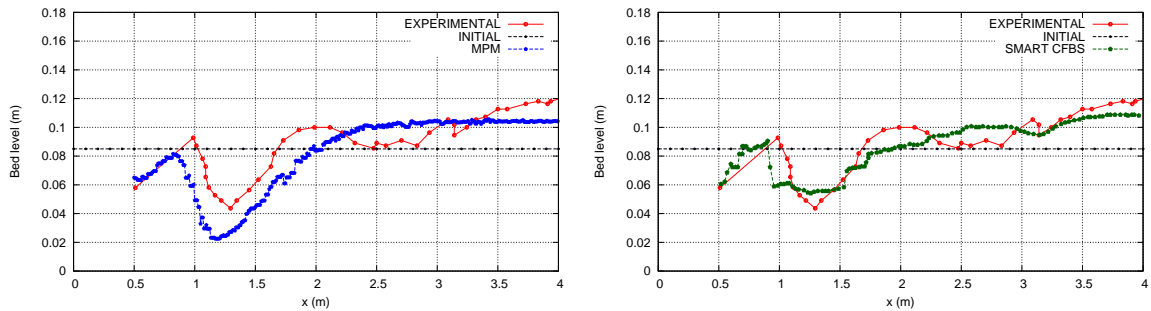 0.18
0.16
0.14
0.12
0.1
0.08
0.06
0.04
0.02
0
0 0.5 1 1.5 2 2.5 3 3.5 4
Bed level (m)
x (m)
EXPERIMENTAL
INITIAL
MPM
0.18
0.16
0.14
0.12
0.1
0.08
0.06
0.04
0.02
0
0 0.5 1 1.5 2 2.5 3 3.5 4
Bed level (m)
x (m)
EXPERIMENTAL
INITIAL
SMART CFBS